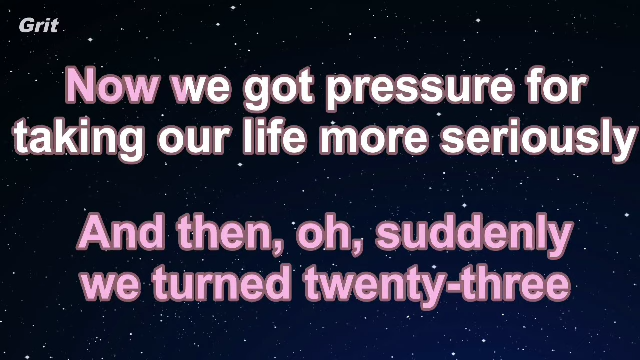 Grit
Now we got pressure for
taking our life more seriously
And then, oh, suddenly
we turned twenty-three